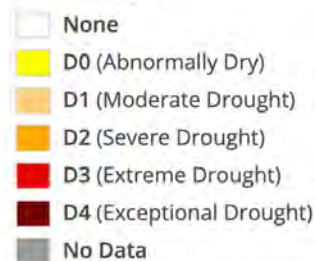 None
D0 (Abnormally Dry)
D1 (Moderate Drought)
D2 (Severe Drought)
D3 (Extreme Drought)
D4 (Exceptional Drought)
No Data